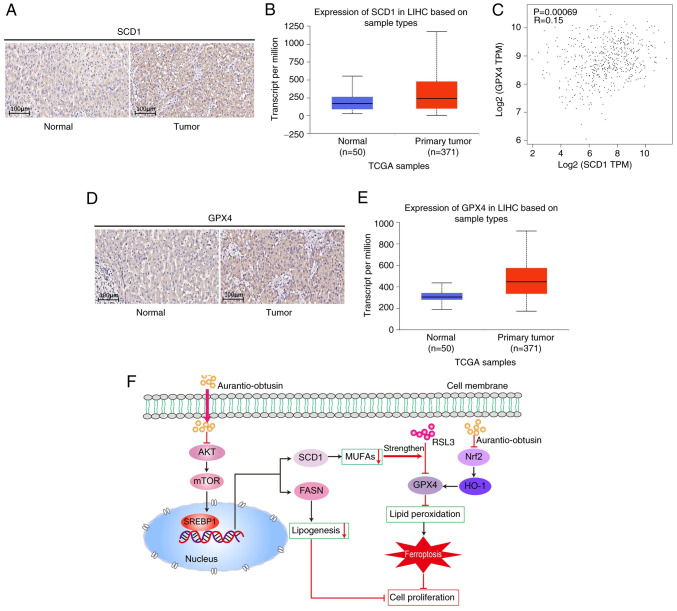 A
SCD1
100µm
100µm
Normal
Tumor
B
Expression of SCD1 in LIHC based on
sample types
Transcript per million
1250
1000
750
500
250
0
−250
Normal
(n=50)
Primary tumor
(n=371)
TCGA samples
C
P=0.00069
R=0.15
Log2 (GPX4 TPM)
10
9
8
7
6
2
4
6
8
10
Log2 (SCD1 TPM)
D
GPX4
100µm
100µm
Normal
Tumor
E
Expression of GPX4 in LIHC based on
sample types
Transcript per million
1000
800
600
400
200
0
Normal
(n=50)
Primary tumor
(n=371)
TCGA samples
F
Aurantio-obtusin
Cell membrane
AKT
mTOR
SREBP1
Nucleus
SCD1
FASN
MUFAs
Lipogenesis
Strengthen
RSL3
Aurantio-obtusin
Nrf2
GPX4
HO-1
Lipid peroxidation
Ferroptosis
Cell proliferation